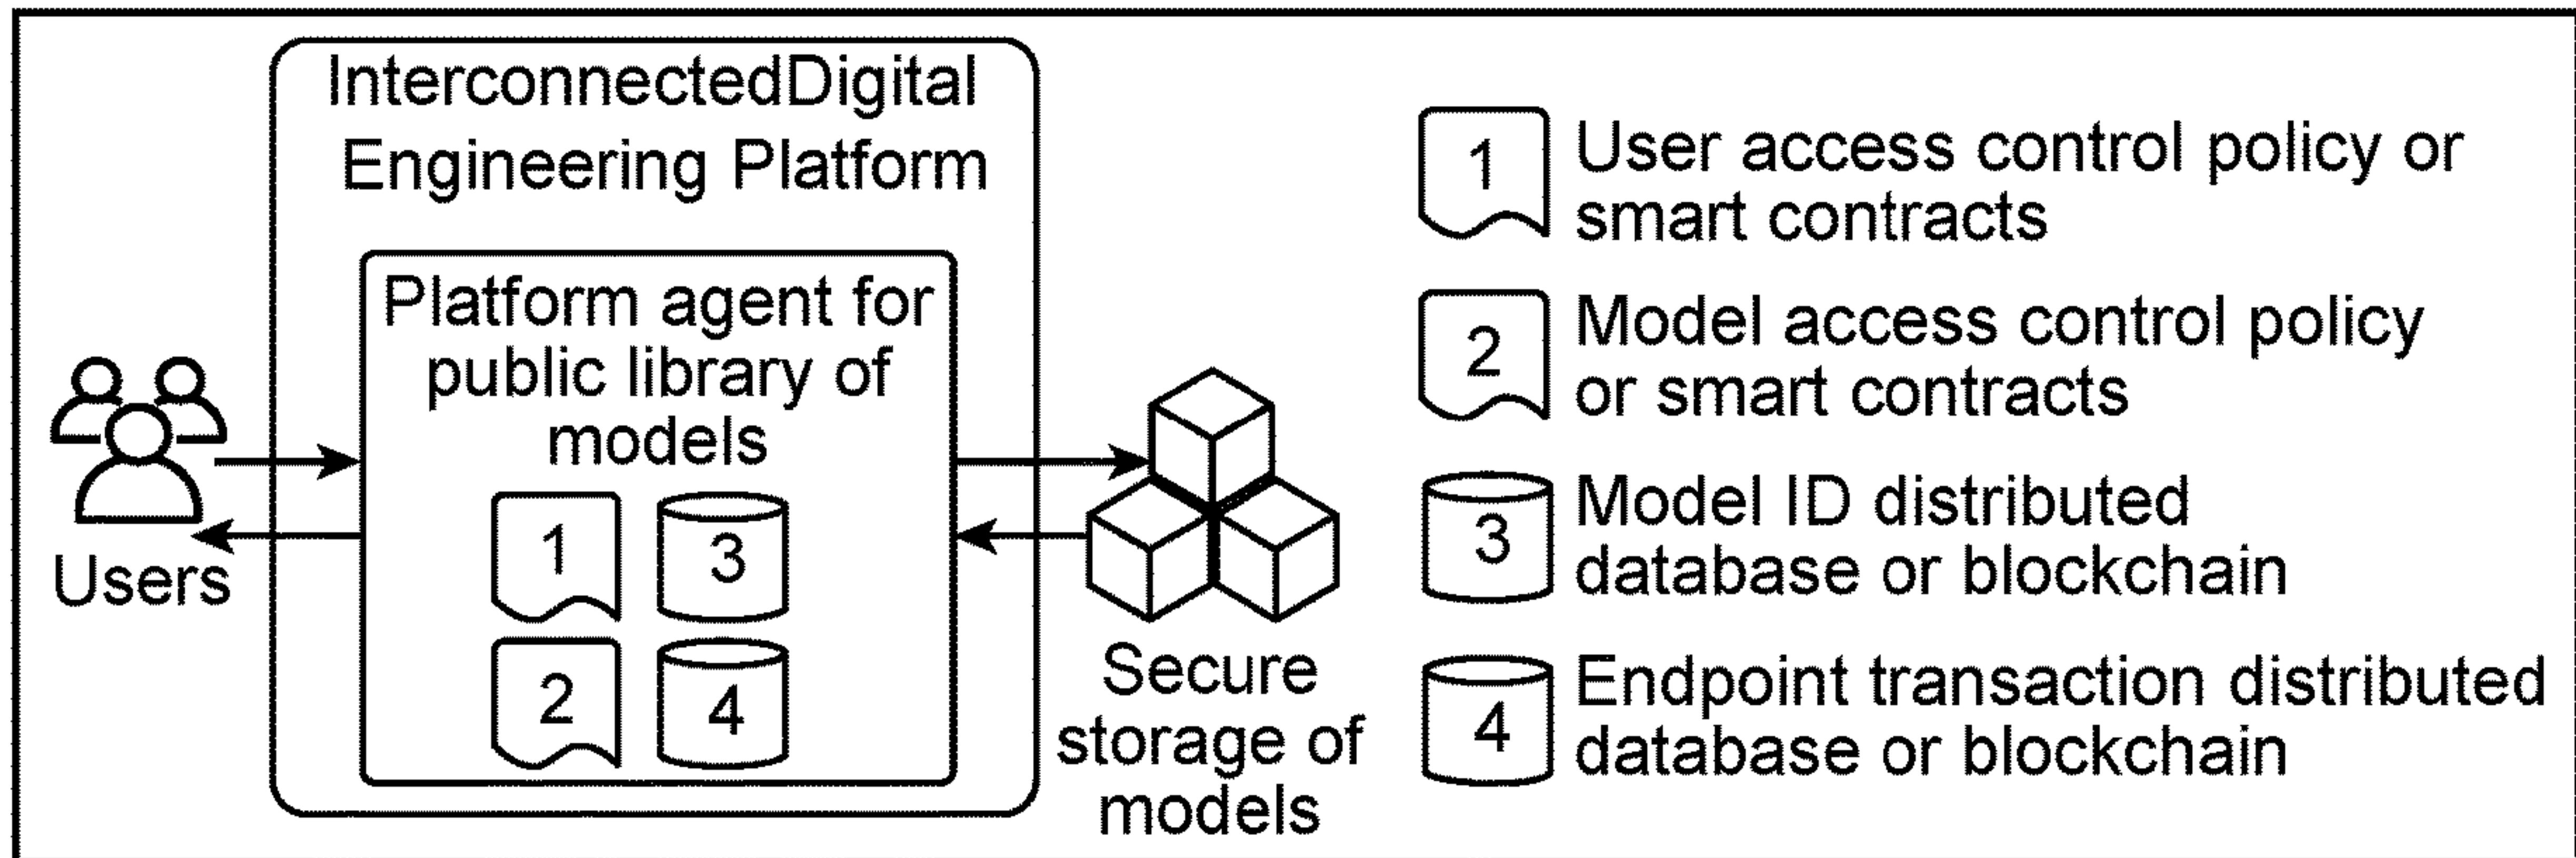 InterconnectedDigital
Engineering Platform
Platform agent for
public library of
models
1
3
2
4
Users
Secure
storage of
models
1
User access control policy or
smart contracts
2
Model access control policy
or smart contracts
3
Model ID distributed
database or blockchain
4
Endpoint transaction distributed
database or blockchain